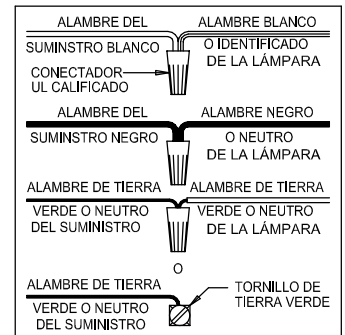 ALAMBRE DEL ALAMBRE BLANCO
SUMINSTRO BLANCO O IDENTIFICADO
DE LA LÁMPARA
CONECTADOR
UL CALIFICADO
ALAMBRE DEL ALAMBRE NEGRO
SUMINSTRO NEGRO O NEUTRO
DE LA LÁMPARA
ALAMBRE DE TIERRA ALAMBRE DE TIERRA
VERDE O NEUTRO VERDE O NEUTRO
DEL SUMINISTRO DE LA LÁMPARA
O
ALAMBRE DE TIERRA TORNILLO DE
TIERRA VERDE
VERDE O NEUTRO
DEL SUMINISTRO